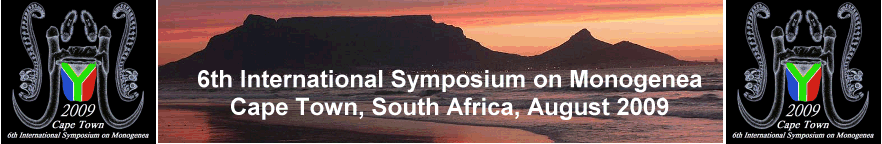 2009
Cape Town
6th International Symposium on Monogenea
6th International Symposium on Monogenea
Cape Town, South Africa, August 2009
2009
Cape Town
6th International Symposium on Monogenea